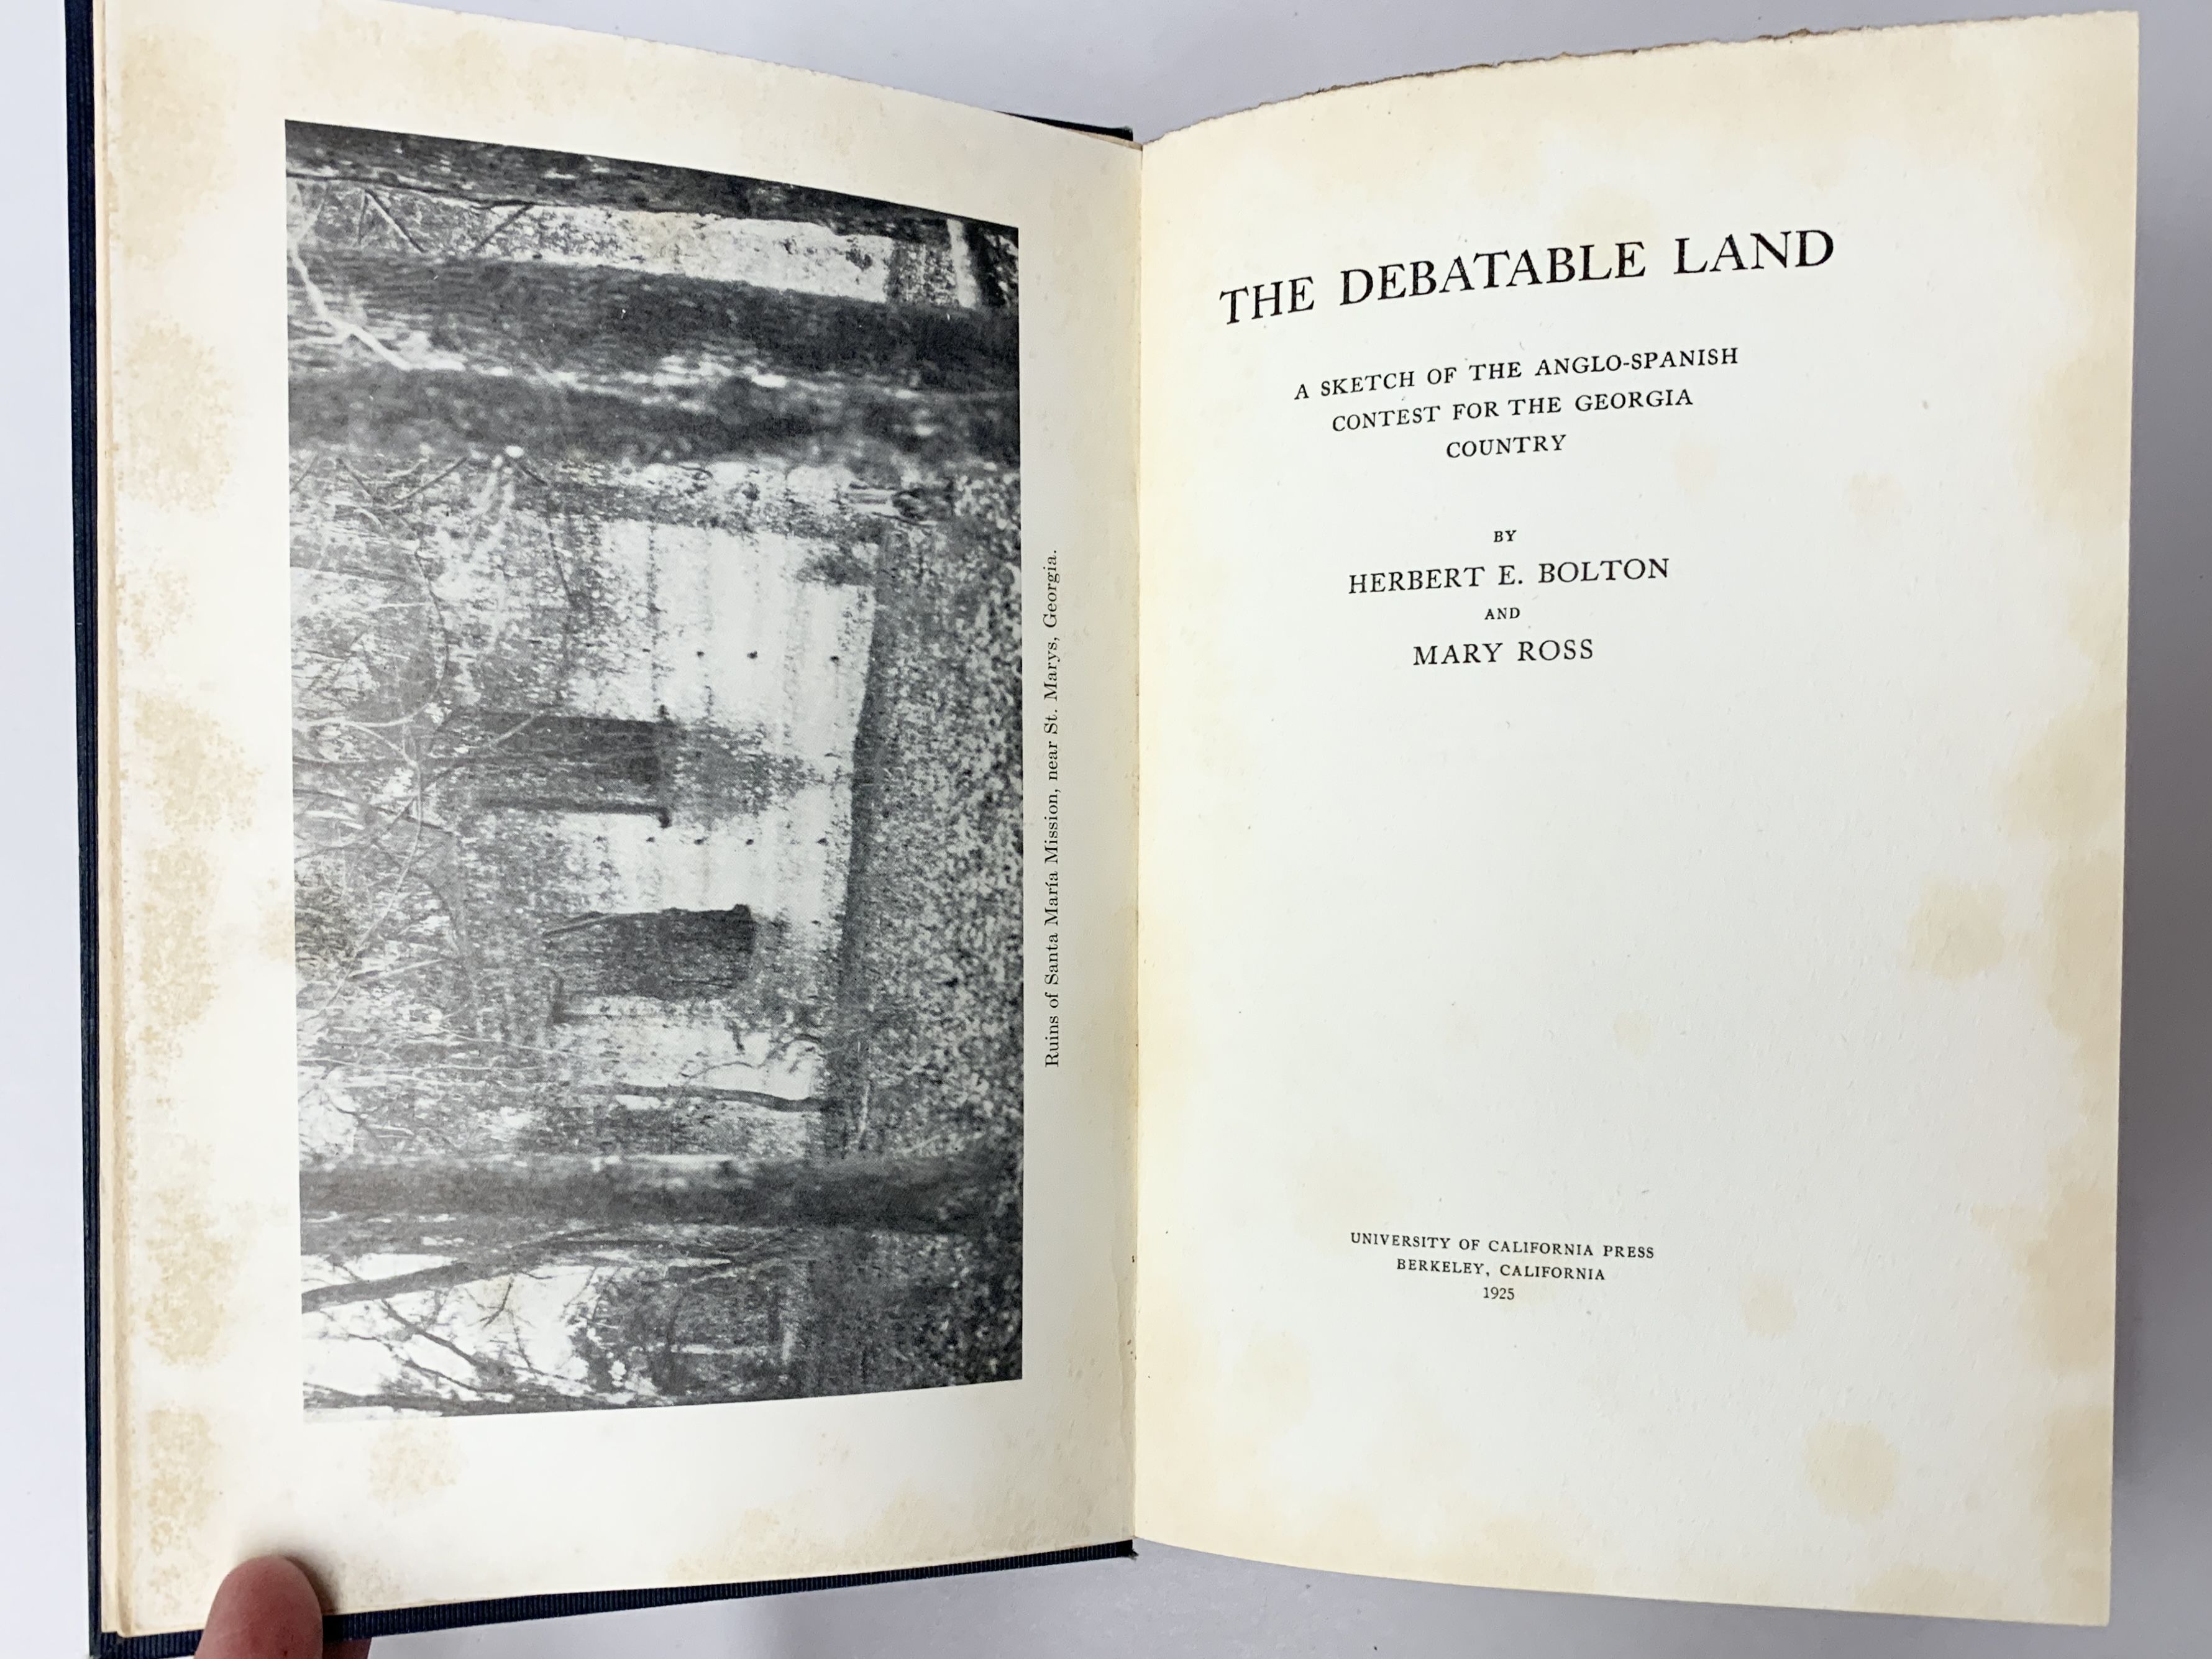 Ruins of Santa María Mission, near St. Marys, Georgia.
THE DEBATABLE LAND
A SKETCH OF THE ANGLO-SPANISH
CONTEST FOR THE GEORGIA
COUNTRY
BY
HERBERT E. BOLTON
AND
MARY ROSS
UNIVERSITY OF CALIFORNIA PRESS
BERKELEY, CALIFORNIA
1925